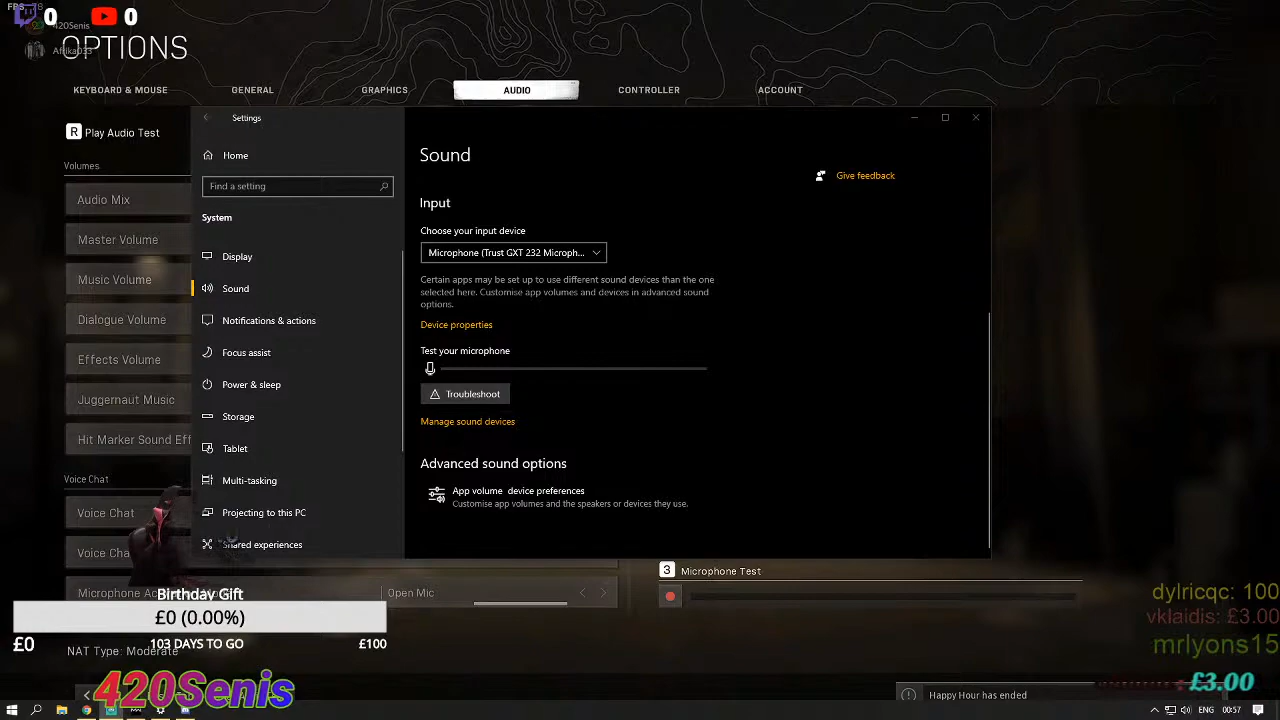 FPS
0
0
420Senis
Afrika033
OPTIONS
KEYBOARD & MOUSE
GENERAL
GRAPHICS
AUDIO
CONTROLLER
ACCOUNT
R Play Audio Test
Volumes
Audio Mix
Master Volume
Music Volume
Dialogue Volume
Effects Volume
Juggernaut Music
Hit Marker Sound Eff
Voice Chat
Voice Chat
Voice Cha
Microphone Ac
Open Mic
Settings
Home
Find a setting
System
Display
Sound
Notifications & actions
Focus assist
Power & sleep
Storage
Tablet
Multi-tasking
Projecting to this PC
Shared experiences
Sound
Give feedback
Input
Choose your input device
Microphone (Trust GXT 232 Microph...
Certain apps may be set up to use different sound devices than the one
selected here. Customise app volumes and devices in advanced sound
options.
Device properties
Test your microphone
Troubleshoot
Manage sound devices
Advanced sound options
App volume device preferences
Customise app volumes and the speakers or devices they use.
3 Microphone Test
Birthday Gift
£0 (0.00%)
£0
103 DAYS TO GO
£100
NAT Type: Moderate
420Senis
dylricqc: 100
vklaidis: £3.00
mrlyons15
£3.00
Happy Hour has ended
ENG
00:57